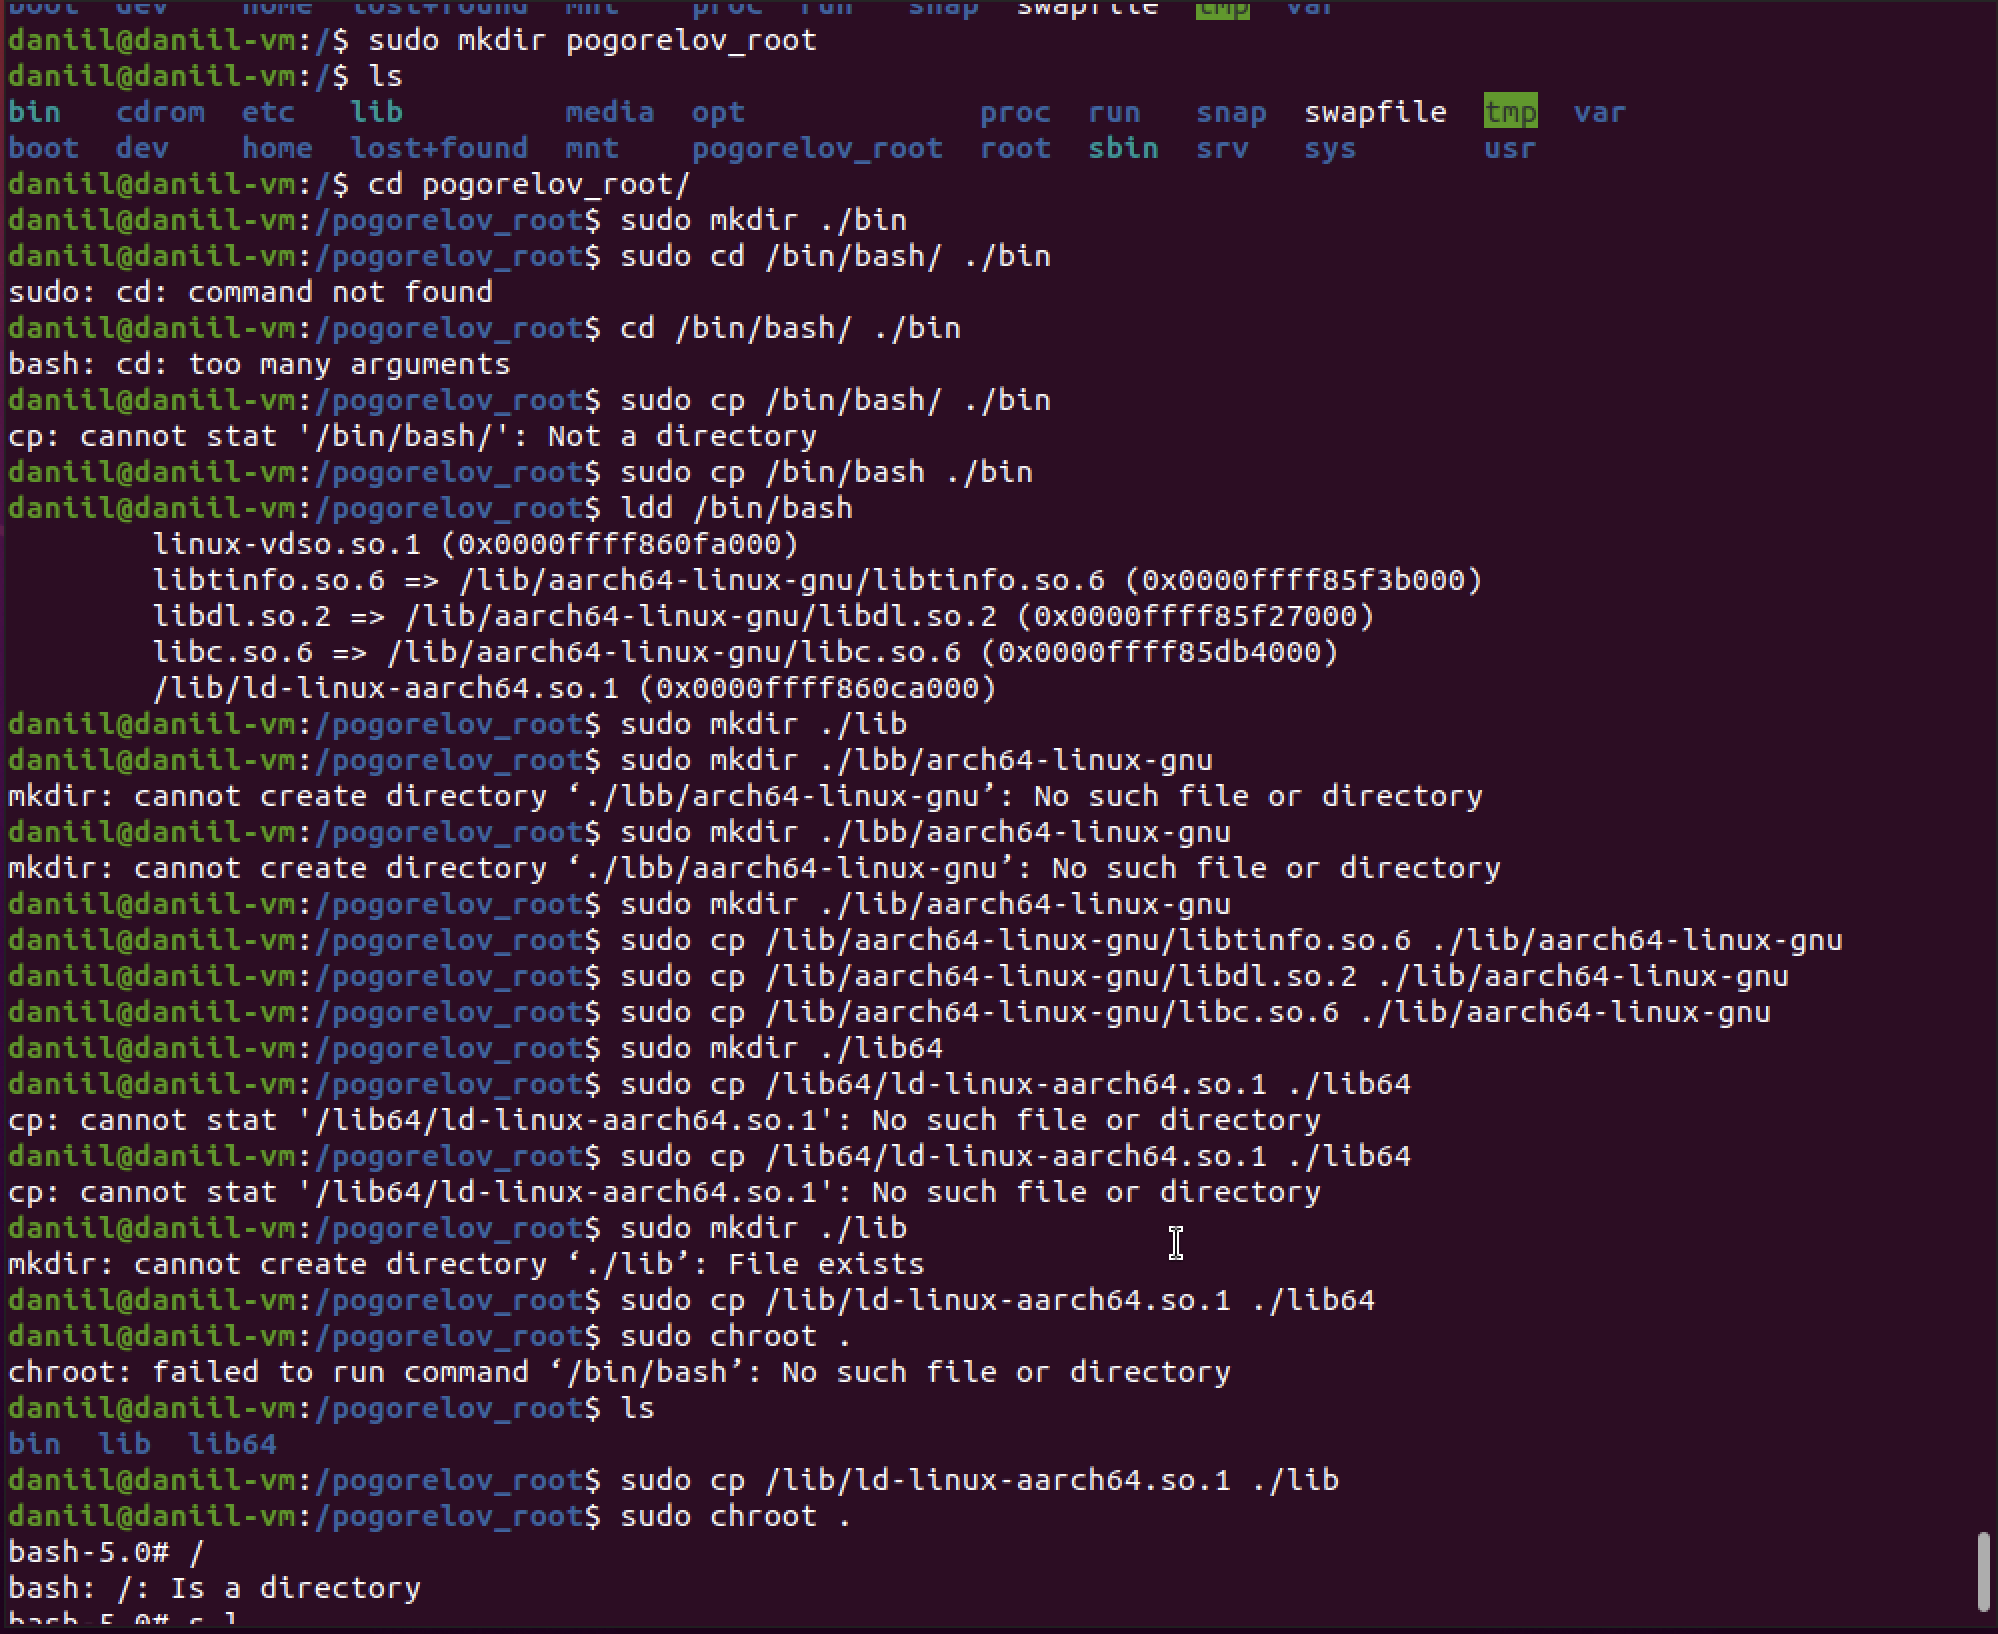 boot dev home lost+found mnt proc run snap swapfile tmp var
daniil@daniil-vm:/$ sudo mkdir pogorelov_root
daniil@daniil-vm:/$ ls
bin cdrom etc lib media opt proc run snap swapfile tmp var
boot dev home lost+found mnt pogorelov_root root sbin srv sys usr
daniil@daniil-vm:/$ cd pogorelov_root/
daniil@daniil-vm:/pogorelov_root$ sudo mkdir ./bin
daniil@daniil-vm:/pogorelov_root$ sudo cd /bin/bash/ ./bin
sudo: cd: command not found
daniil@daniil-vm:/pogorelov_root$ cd /bin/bash/ ./bin
bash: cd: too many arguments
daniil@daniil-vm:/pogorelov_root$ sudo cp /bin/bash/ ./bin
cp: cannot stat '/bin/bash/': Not a directory
daniil@daniil-vm:/pogorelov_root$ sudo cp /bin/bash ./bin
daniil@daniil-vm:/pogorelov_root$ ldd /bin/bash
linux-vdso.so.1 (0x0000ffff860fa000)
libtinfo.so.6 => /lib/aarch64-linux-gnu/libtinfo.so.6 (0x0000ffff85f3b000)
libdl.so.2 => /lib/aarch64-linux-gnu/libdl.so.2 (0x0000ffff85f27000)
libc.so.6 => /lib/aarch64-linux-gnu/libc.so.6 (0x0000ffff85db4000)
/lib/ld-linux-aarch64.so.1 (0x0000ffff860ca000)
daniil@daniil-vm:/pogorelov_root$ sudo mkdir ./lib
daniil@daniil-vm:/pogorelov_root$ sudo mkdir ./lbb/arch64-linux-gnu
mkdir: cannot create directory ‘./lbb/arch64-linux-gnu’: No such file or directory
daniil@daniil-vm:/pogorelov_root$ sudo mkdir ./lbb/aarch64-linux-gnu
mkdir: cannot create directory ‘./lbb/aarch64-linux-gnu’: No such file or directory
daniil@daniil-vm:/pogorelov_root$ sudo mkdir ./lib/aarch64-linux-gnu
daniil@daniil-vm:/pogorelov_root$ sudo cp /lib/aarch64-linux-gnu/libtinfo.so.6 ./lib/aarch64-linux-gnu
daniil@daniil-vm:/pogorelov_root$ sudo cp /lib/aarch64-linux-gnu/libdl.so.2 ./lib/aarch64-linux-gnu
daniil@daniil-vm:/pogorelov_root$ sudo cp /lib/aarch64-linux-gnu/libc.so.6 ./lib/aarch64-linux-gnu
daniil@daniil-vm:/pogorelov_root$ sudo mkdir ./lib64
daniil@daniil-vm:/pogorelov_root$ sudo cp /lib64/ld-linux-aarch64.so.1 ./lib64
cp: cannot stat '/lib64/ld-linux-aarch64.so.1': No such file or directory
daniil@daniil-vm:/pogorelov_root$ sudo cp /lib64/ld-linux-aarch64.so.1 ./lib64
cp: cannot stat '/lib64/ld-linux-aarch64.so.1': No such file or directory
daniil@daniil-vm:/pogorelov_root$ sudo mkdir ./lib
mkdir: cannot create directory ‘./lib’: File exists
daniil@daniil-vm:/pogorelov_root$ sudo cp /lib/ld-linux-aarch64.so.1 ./lib64
daniil@daniil-vm:/pogorelov_root$ sudo chroot .
chroot: failed to run command ‘/bin/bash’: No such file or directory
daniil@daniil-vm:/pogorelov_root$ ls
bin lib lib64
daniil@daniil-vm:/pogorelov_root$ sudo cp /lib/ld-linux-aarch64.so.1 ./lib
daniil@daniil-vm:/pogorelov_root$ sudo chroot .
bash-5.0# /
bash: /: Is a directory
bash-5.0#